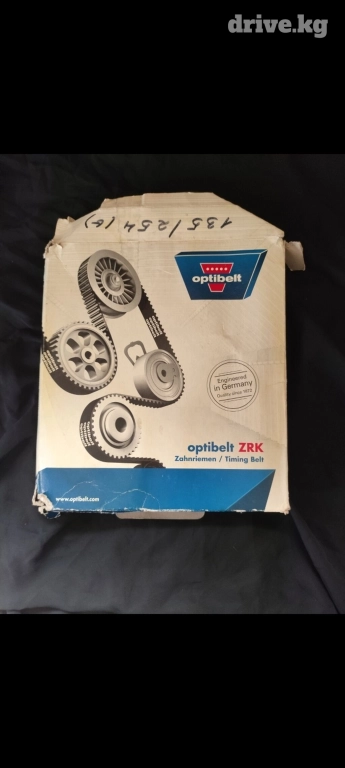 drive.kg
135/254(G)
optibelt
Engineered
in Germany
Quality since 1872
optibelt ZRK
Zahnriemen / Timing Belt
www.optibelt.com